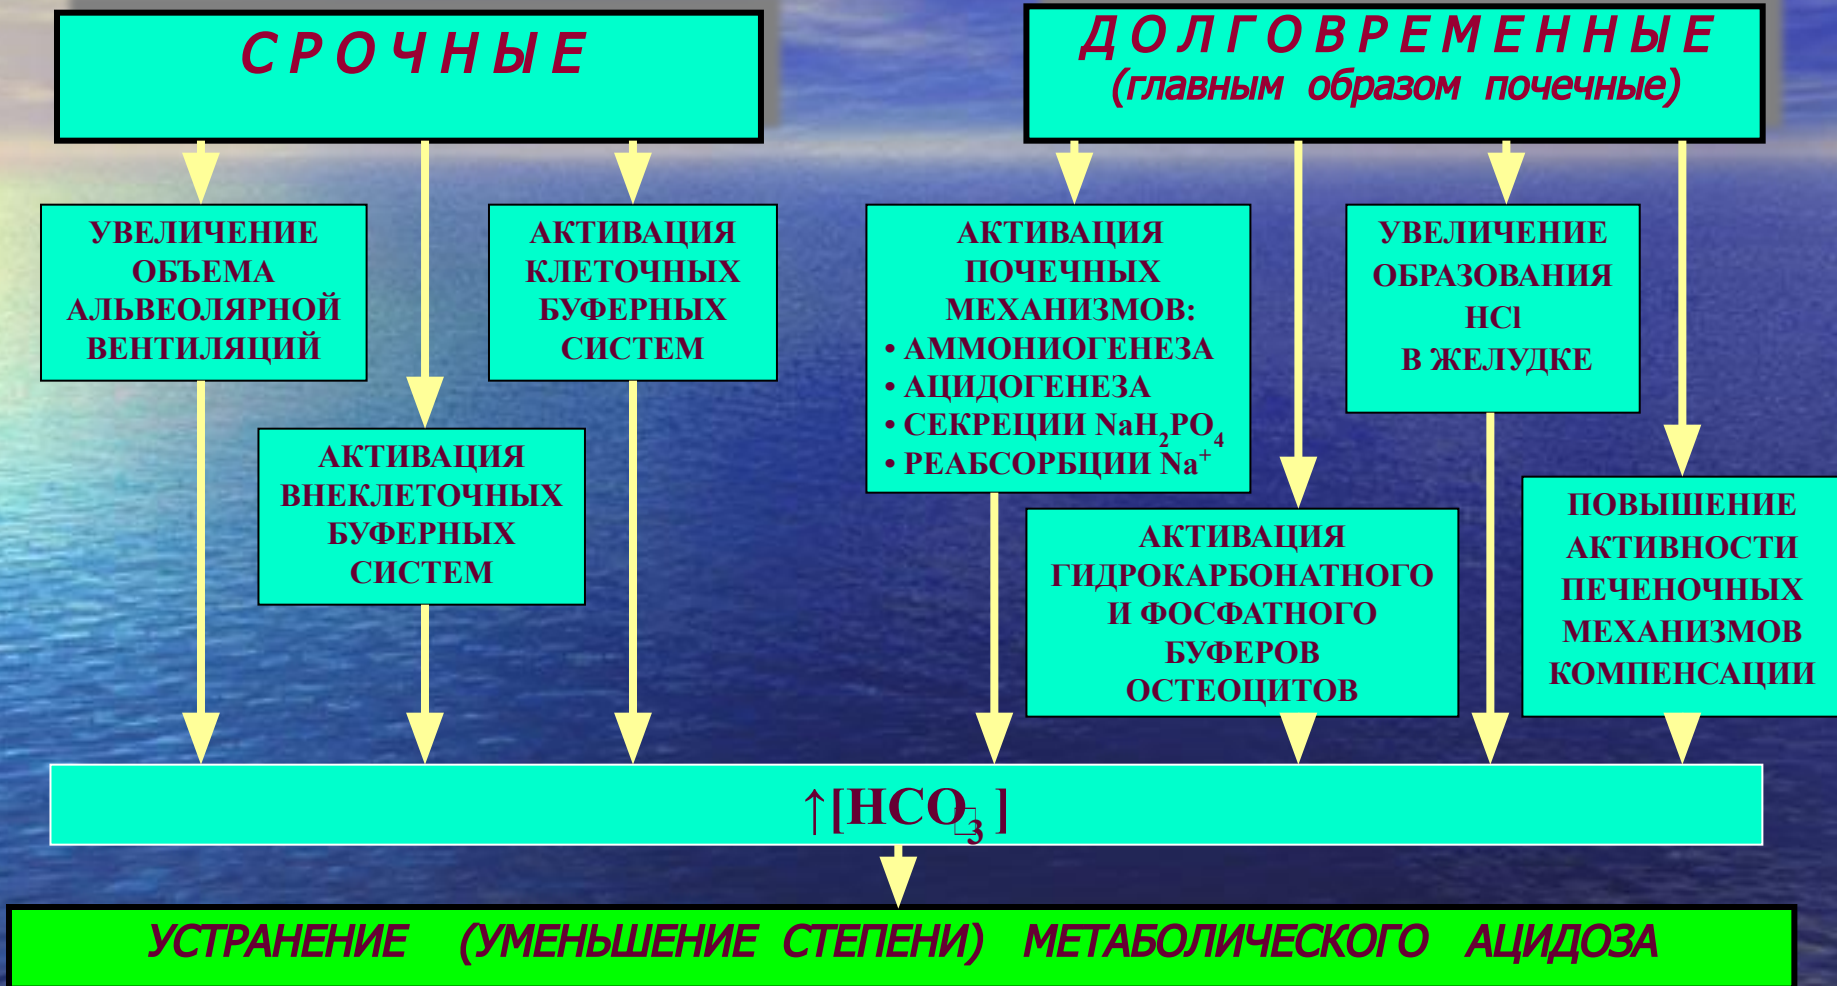 СРОЧНЫЕ
ДОЛГОВРЕМЕННЫЕ
(главным образом почечные)
УВЕЛИЧЕНИЕ
ОБЪЕМА
АЛЬВЕОЛЯРНОЙ
ВЕНТИЛЯЦИЙ
АКТИВАЦИЯ
КЛЕТОЧНЫХ
БУФЕРНЫХ
СИСТЕМ
АКТИВАЦИЯ
ВНЕКЛЕТОЧНЫХ
БУФЕРНЫХ
СИСТЕМ
АКТИВАЦИЯ
ПОЧЕЧНЫХ
МЕХАНИЗМОВ:
• АММОНИОГЕНЕЗА
• АЦИДОГЕНЕЗА
• СЕКРЕЦИИ NaH₂PO₄
• РЕАБСОРБЦИИ Na⁺
УВЕЛИЧЕНИЕ
ОБРАЗОВАНИЯ
HCl
В ЖЕЛУДКЕ
АКТИВАЦИЯ
ГИДРОКАРБОНАТНОГО
И ФОСФАТНОГО
БУФЕРОВ
ОСТЕОЦИТОВ
ПОВЫШЕНИЕ
АКТИВНОСТИ
ПЕЧЕНОЧНЫХ
МЕХАНИЗМОВ
КОМПЕНСАЦИИ
↑[HCO₃]
УСТРАНЕНИЕ (УМЕНЬШЕНИЕ СТЕПЕНИ) МЕТАБОЛИЧЕСКОГО АЦИДОЗА